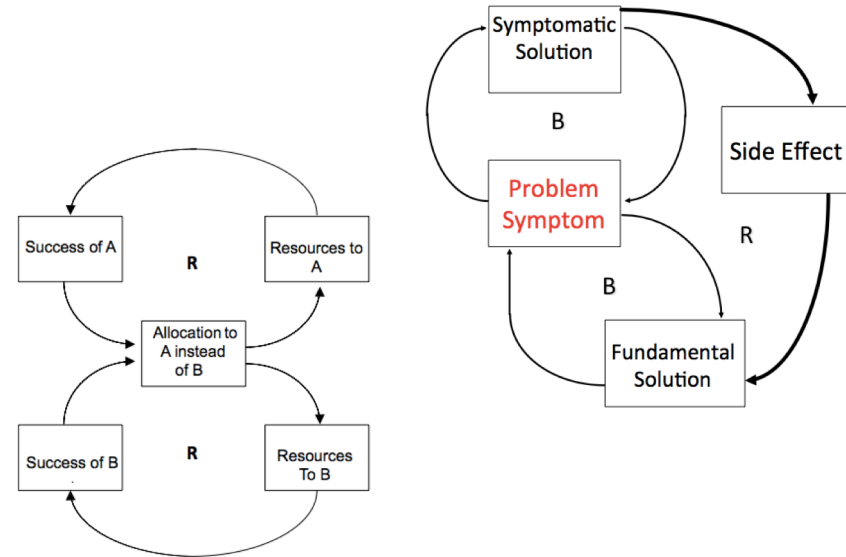 Success of A
R
Resources to
A
Allocation to
A instead
of B
Success of B
.
R
Resources
To B
Symptomatic
Solution
B
Side Effect
Problem
Symptom
R
B
Fundamental
Solution